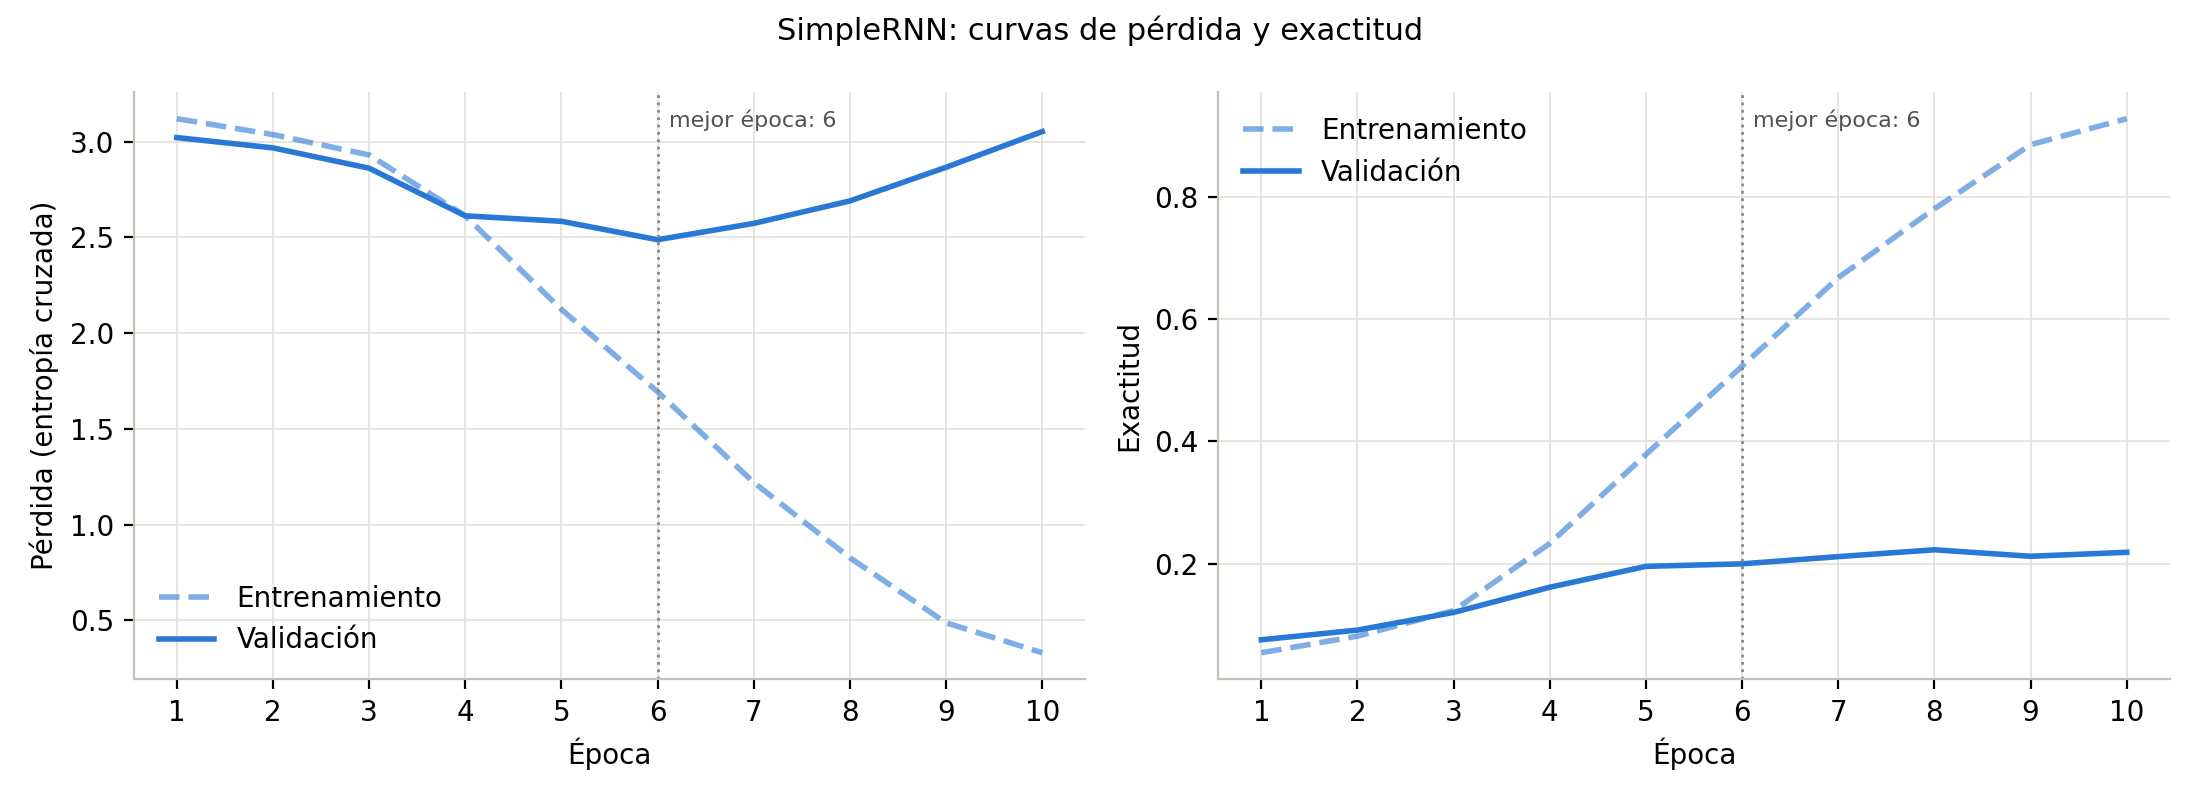 SimpleRNN: curvas de pérdida y exactitud
Pérdida (entropía cruzada)
3.0
2.5
2.0
1.5
1.0
0.5
mejor época: 6
Entrenamiento
Validación
1 2 3 4 5 6 7 8 9 10
Época
Exactitud
0.8
0.6
0.4
0.2
Entrenamiento
Validación
mejor época: 6
1 2 3 4 5 6 7 8 9 10
Época